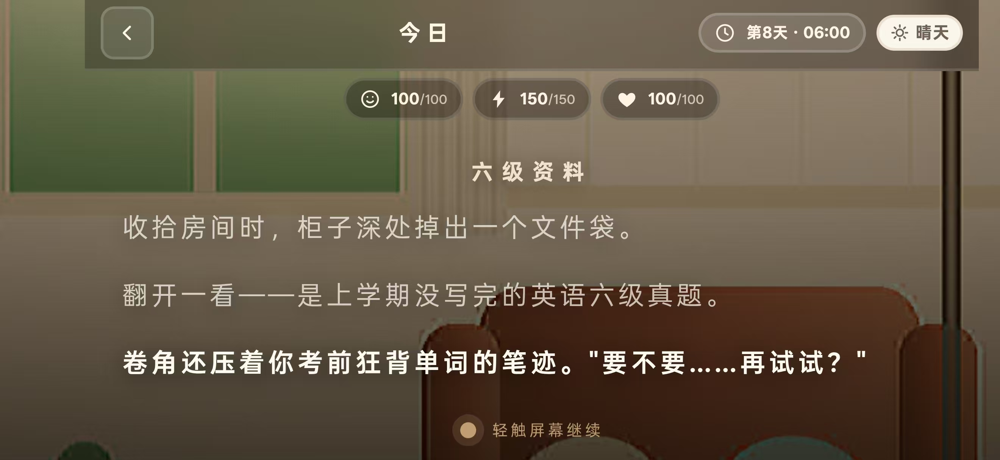 今日
第8天 · 06:00
晴天
100/100
150/150
100/100
六级资料
收拾房间时，柜子深处掉出一个文件袋。
翻开一看——是上学期没写完的英语六级真题。
卷角还压着你考前狂背单词的笔迹。"要不要……再试试？"
轻触屏幕继续